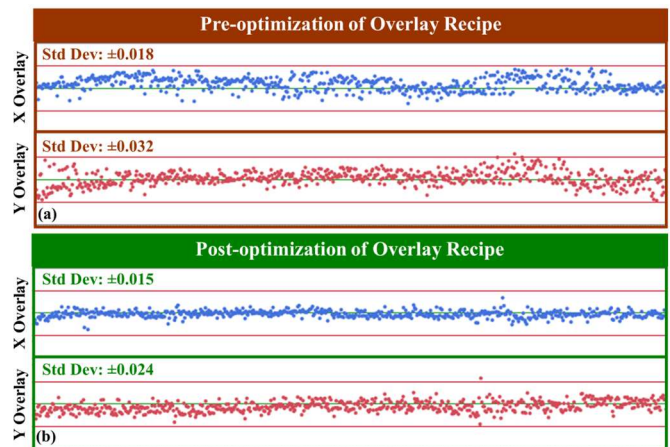 Pre-optimization of Overlay Recipe
Std Dev: ±0.018
X Overlay
Std Dev: ±0.032
Y Overlay
(a)
Post-optimization of Overlay Recipe
Std Dev: ±0.015
X Overlay
Std Dev: ±0.024
Y Overlay
(b)